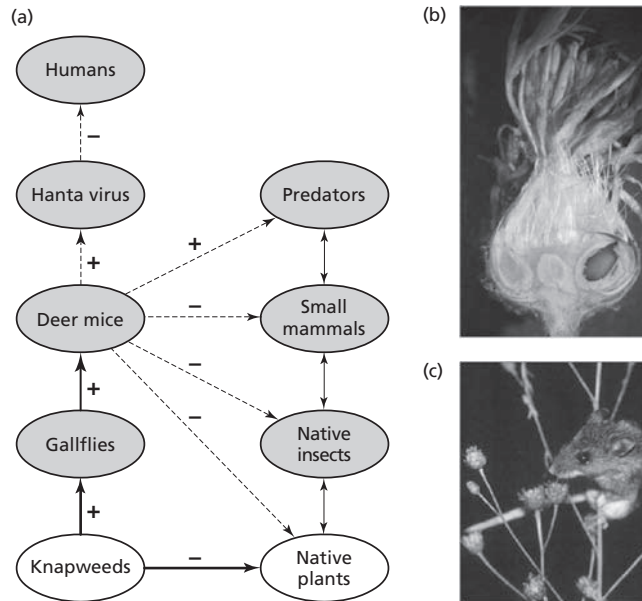 (a)
Humans
−
Hanta virus
Predators
+
+
Deer mice
−
Small
mammals
−
−
+
Gallflies
Native
insects
+
Knapweeds
−
Native
plants
(b)
(c)